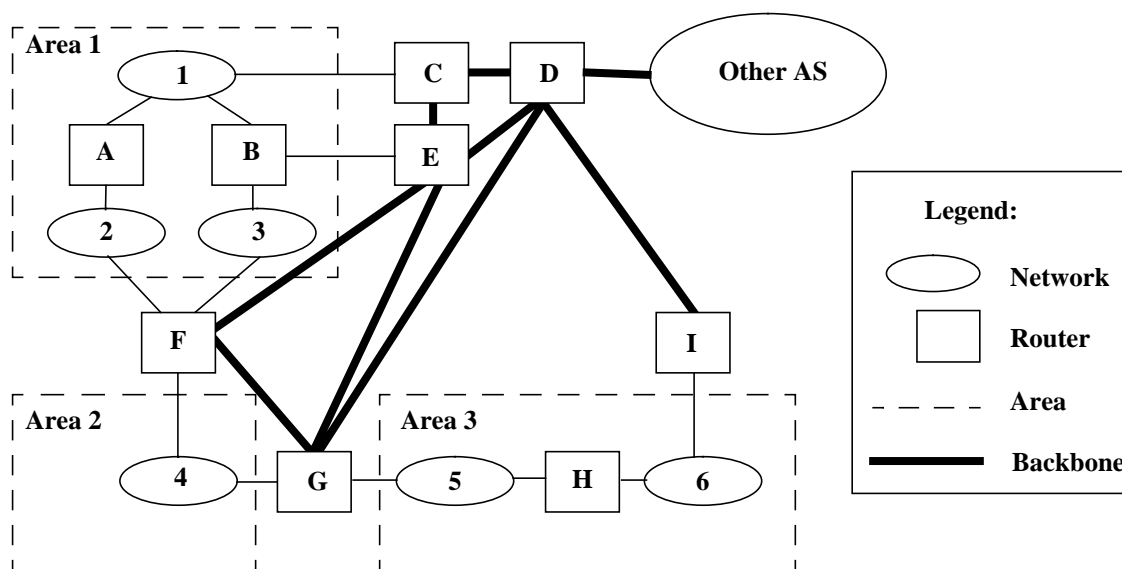 Area 1
1
C
D
Other AS
A
B
E
2
3
Legend:
Network
F
I
Router
Area 2
Area 3
Area
4
G
5
H
6
Backbone